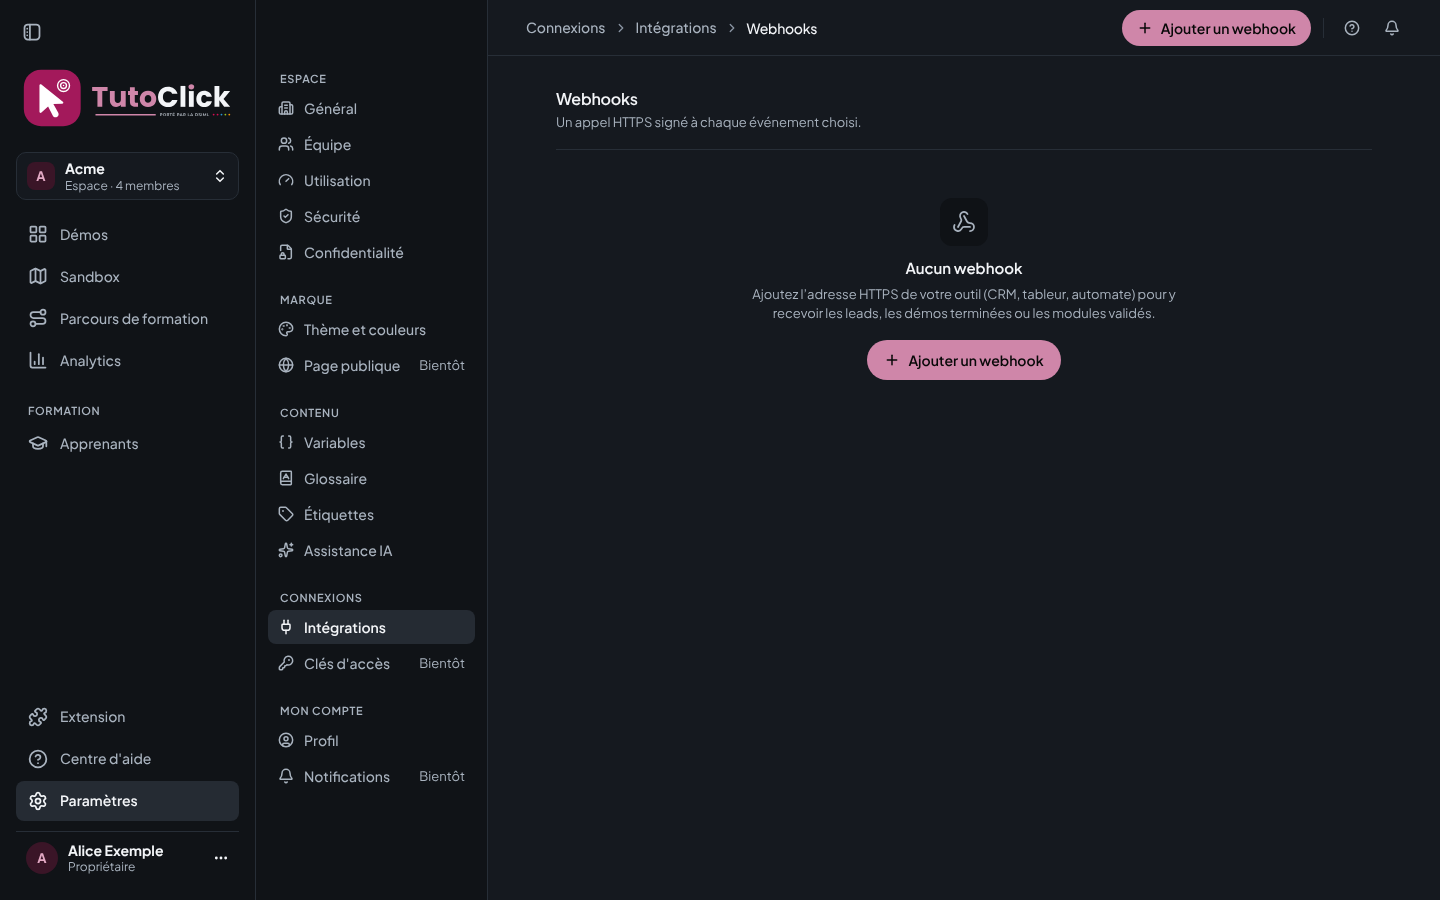 TutoClick
PORTÉ PAR LA DSIML
A
Acme
Espace · 4 membres
Démos
Sandbox
Parcours de formation
Analytics
FORMATION
Apprenants
Extension
Centre d'aide
Paramètres
A
Alice Exemple
Propriétaire
ESPACE
Général
Équipe
Utilisation
Sécurité
Confidentialité
MARQUE
Thème et couleurs
Page publique Bientôt
CONTENU
Variables
Glossaire
Étiquettes
Assistance IA
CONNEXIONS
Intégrations
Clés d'accès Bientôt
MON COMPTE
Profil
Notifications Bientôt
Connexions > Intégrations > Webhooks
+ Ajouter un webhook
Webhooks
Un appel HTTPS signé à chaque événement choisi.
Aucun webhook
Ajoutez l'adresse HTTPS de votre outil (CRM, tableur, automate) pour y
recevoir les leads, les démos terminées ou les modules validés.
+ Ajouter un webhook